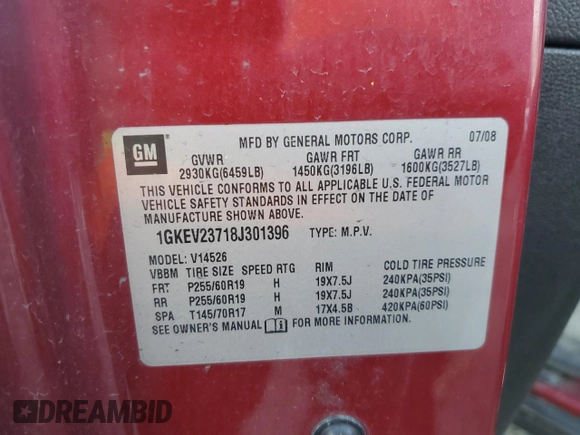 GM
MFD BY GENERAL MOTORS CORP. 07/08
GVWR GAWR FRT GAWR RR
2930KG(6459LB) 1450KG(3196LB) 1600KG(3527LB)
THIS VEHICLE CONFORMS TO ALL APPLICABLE U.S. FEDERAL MOTOR
VEHICLE SAFETY STANDARDS IN EFFECT ON THE DATE OF
MANUFACTURE SHOWN ABOVE.
1GKEV23718J301396 TYPE: M.P.V.
MODEL: V14526
VBBM TIRE SIZE SPEED RTG RIM COLD TIRE PRESSURE
FRT P255/60R19 H 19X7.5J 240KPA(35PSI)
RR P255/60R19 H 19X7.5J 240KPA(35PSI)
SPA T145/70R17 M 17X4.5B 420KPA(60PSI)
SEE OWNER'S MANUAL FOR MORE INFORMATION.
DREAMBID